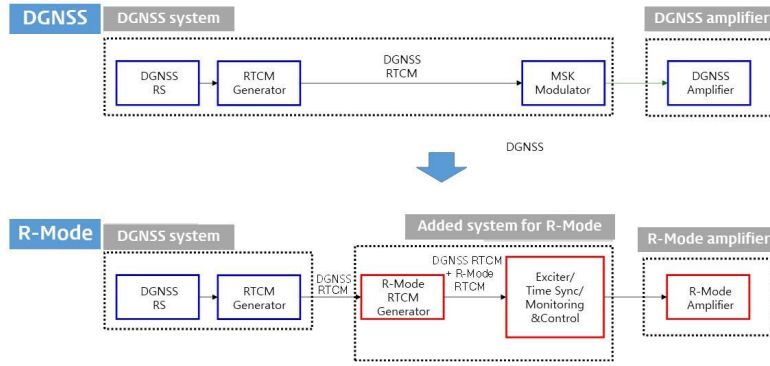 DGNSS
DGNSS system
DGNSS amplifier
DGNSS
RS
RTCM
Generator
DGNSS
RTCM
MSK
Modulator
DGNSS
Amplifier
DGNSS
R-Mode
DGNSS system
Added system for R-Mode
R-Mode amplifier
DGNSS
RS
RTCM
Generator
DGNSS
RTCM
R-Mode
RTCM
Generator
DGNSS RTCM
+ R-Mode
RTCM
Exciter/
Time Sync/
Monitoring
&Control
R-Mode
Amplifier